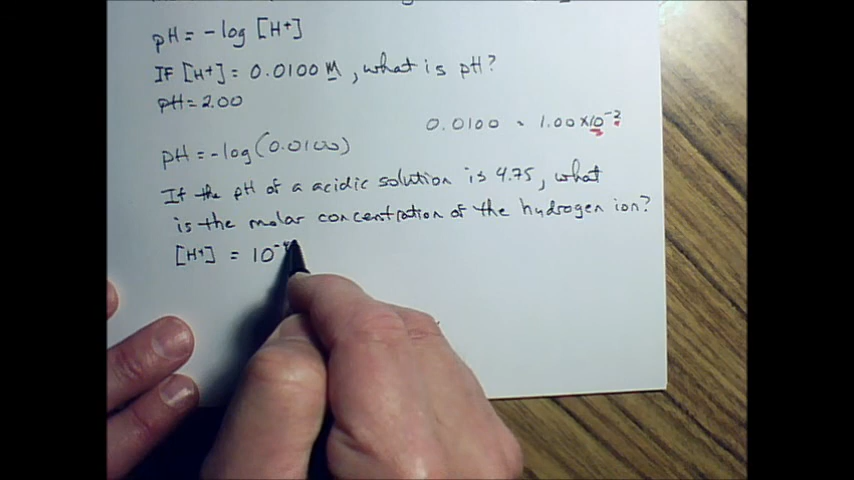 pH = -log [H+]
IF [H+] = 0.0100 M, what is pH?
pH = 2.00
0.0100 = 1.00 x 10⁻²
pH = -log (0.0100)
If the pH of a acidic solution is 4.75, what
is the molar concentration of the hydrogen ion?
[H+] = 10⁻⁴